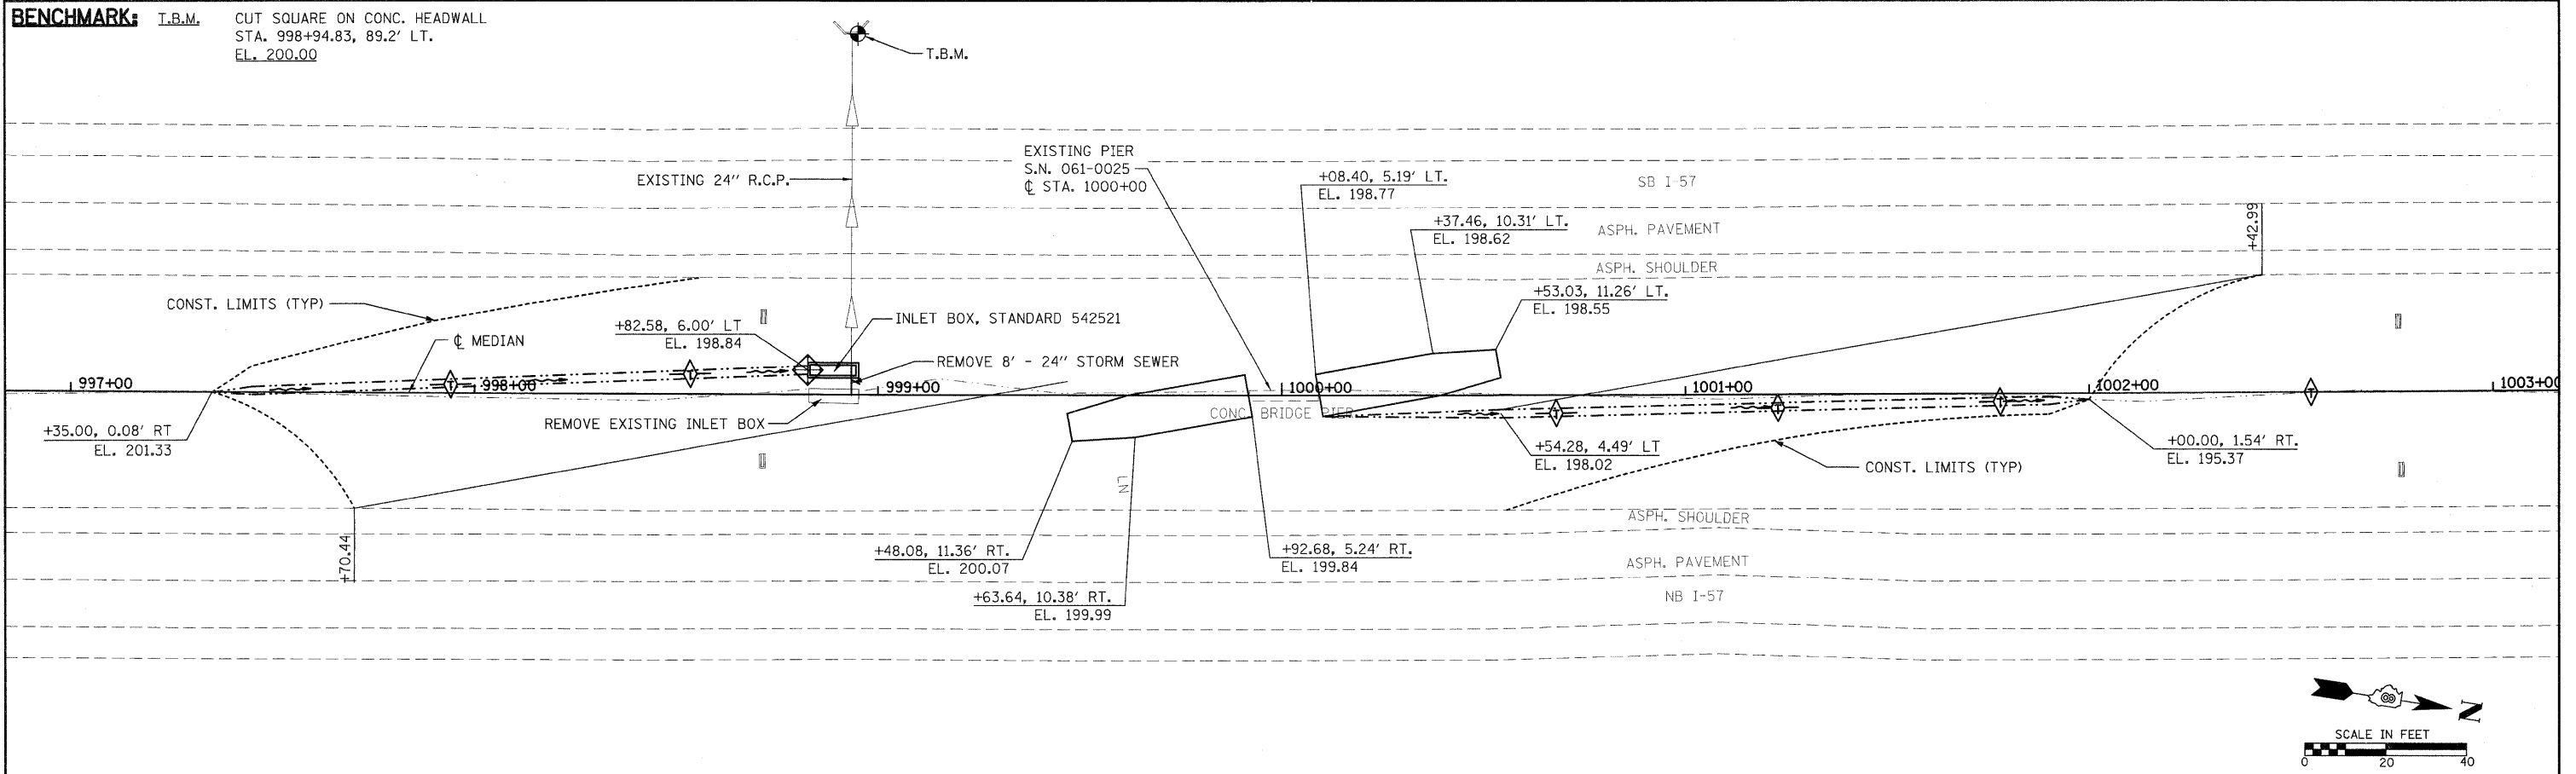 BENCHMARK: T.B.M. CUT SQUARE ON CONC. HEADWALL
STA. 998+94.83, 89.2' LT.
EL. 200.00
T.B.M.
EXISTING 24" R.C.P.
EXISTING PIER
S.N. 061-0025
℄ STA. 1000+00
+08.40, 5.19' LT.
EL. 198.77
SB I-57
+37.46, 10.31' LT.
EL. 198.62
ASPH. PAVEMENT
+42.99
ASPH. SHOULDER
CONST. LIMITS (TYP)
+53.03, 11.26' LT.
EL. 198.55
+82.58, 6.00' LT
EL. 198.84
INLET BOX, STANDARD 542521
℄ MEDIAN
REMOVE 8' - 24" STORM SEWER
997+00
998+00
999+00
1000+00
1001+00
1002+00
1003+00
T
T
T
T
T
T
CONC. BRIDGE PIER
REMOVE EXISTING INLET BOX
+35.00, 0.08' RT
EL. 201.33
+54.28, 4.49' LT
EL. 198.02
+00.00, 1.54' RT.
EL. 195.37
CONST. LIMITS (TYP)
LN
ASPH. SHOULDER
+70.44
+48.08, 11.36' RT.
EL. 200.07
+92.68, 5.24' RT.
EL. 199.84
ASPH. PAVEMENT
+63.64, 10.38' RT.
EL. 199.99
NB I-57
N
SCALE IN FEET
0 20 40